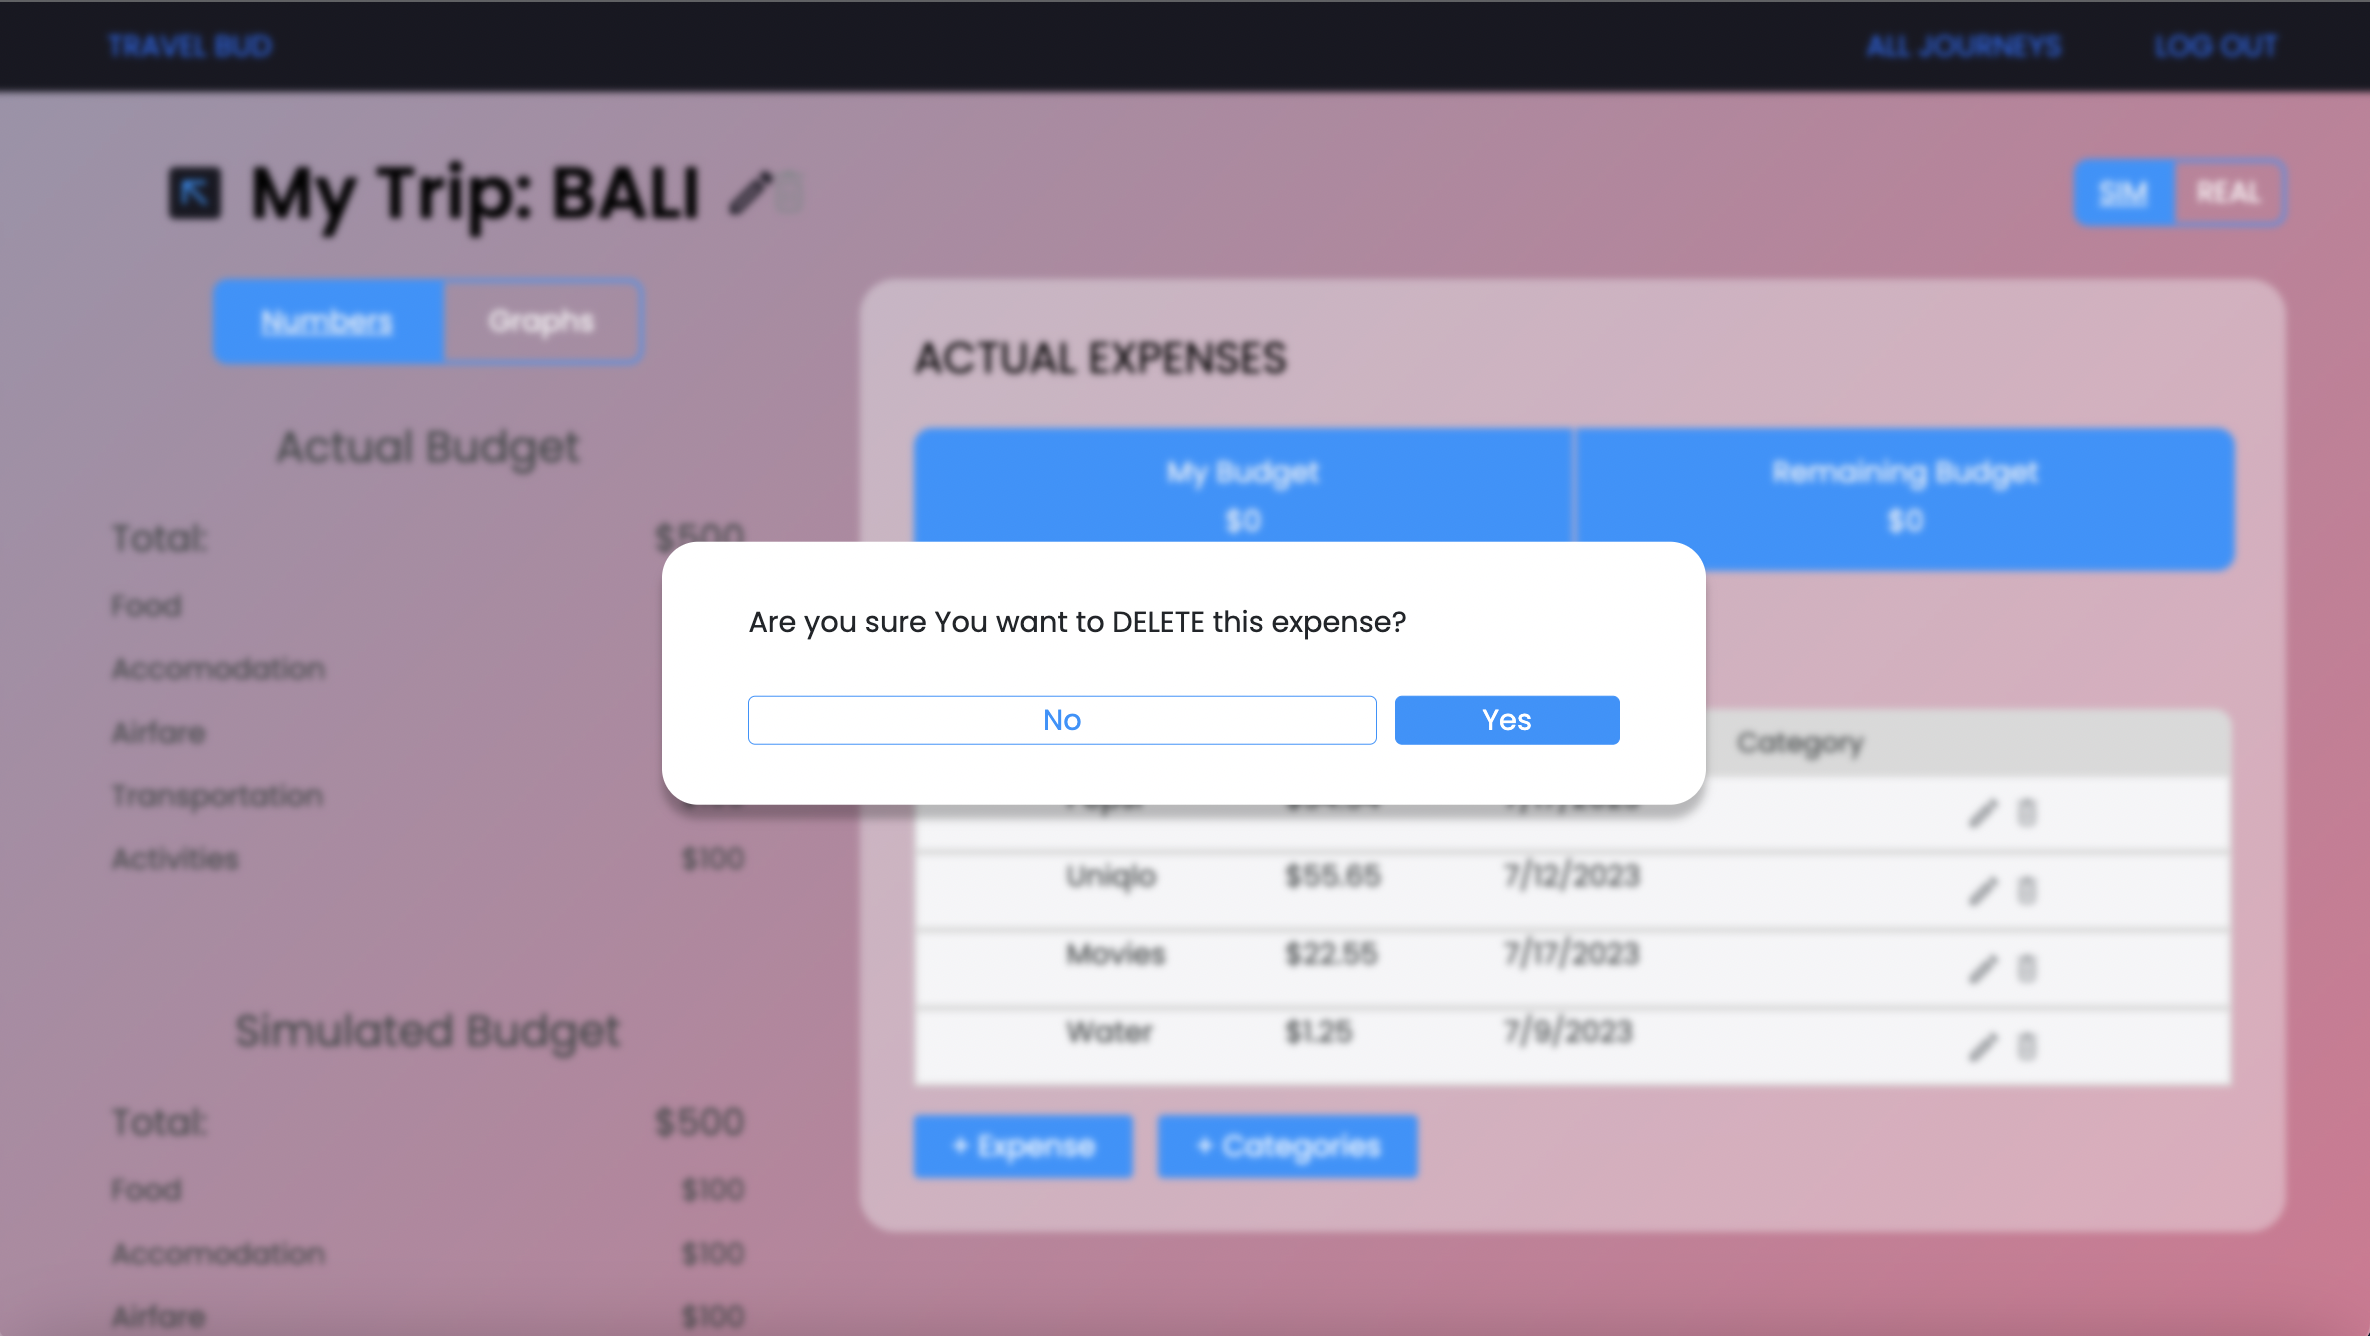 TRAVEL BUD
ALL JOURNEYS
LOG OUT
My Trip: BALI
SIM
REAL
Numbers
Graphs
ACTUAL EXPENSES
Actual Budget
My Budget
$0
Remaining Budget
$0
Total: $500
Food
Accomodation
Airfare
Transportation
Activities $100
Are you sure You want to DELETE this expense?
No
Yes
Category
Uniqlo $55.65 7/12/2023
Movies $22.55 7/17/2023
Water $1.25 7/9/2023
+ Expense
+ Categories
Simulated Budget
Total: $500
Food $100
Accomodation $100
Airfare $100